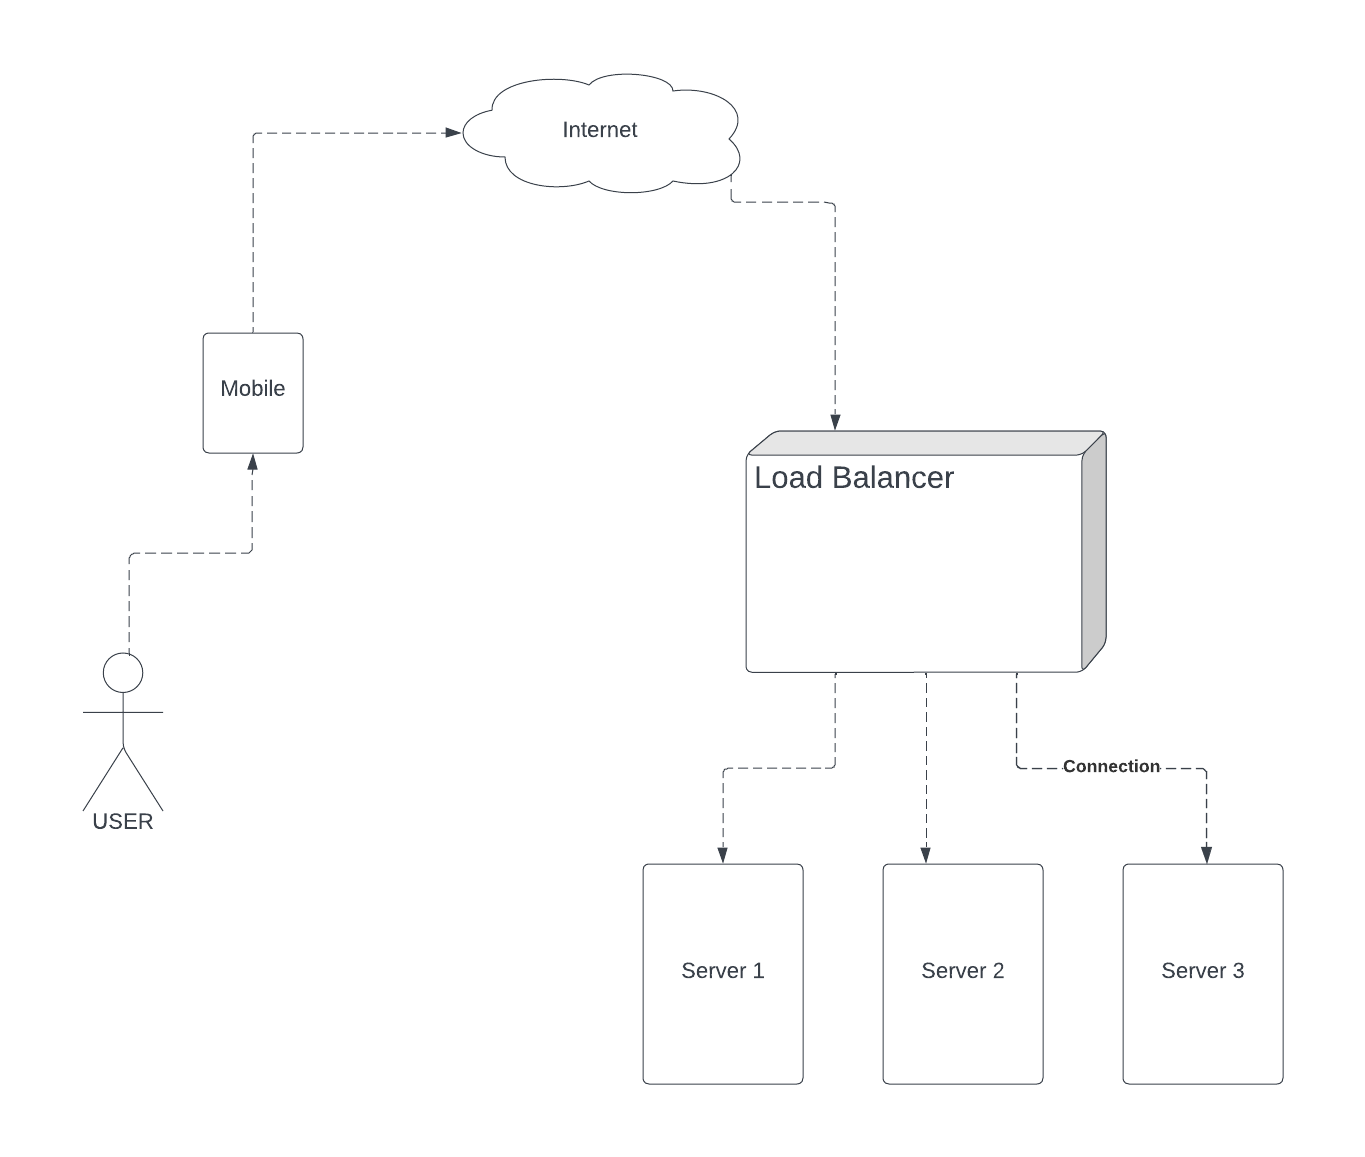 Internet
Mobile
Load Balancer
Connection
USER
Server 1
Server 2
Server 3